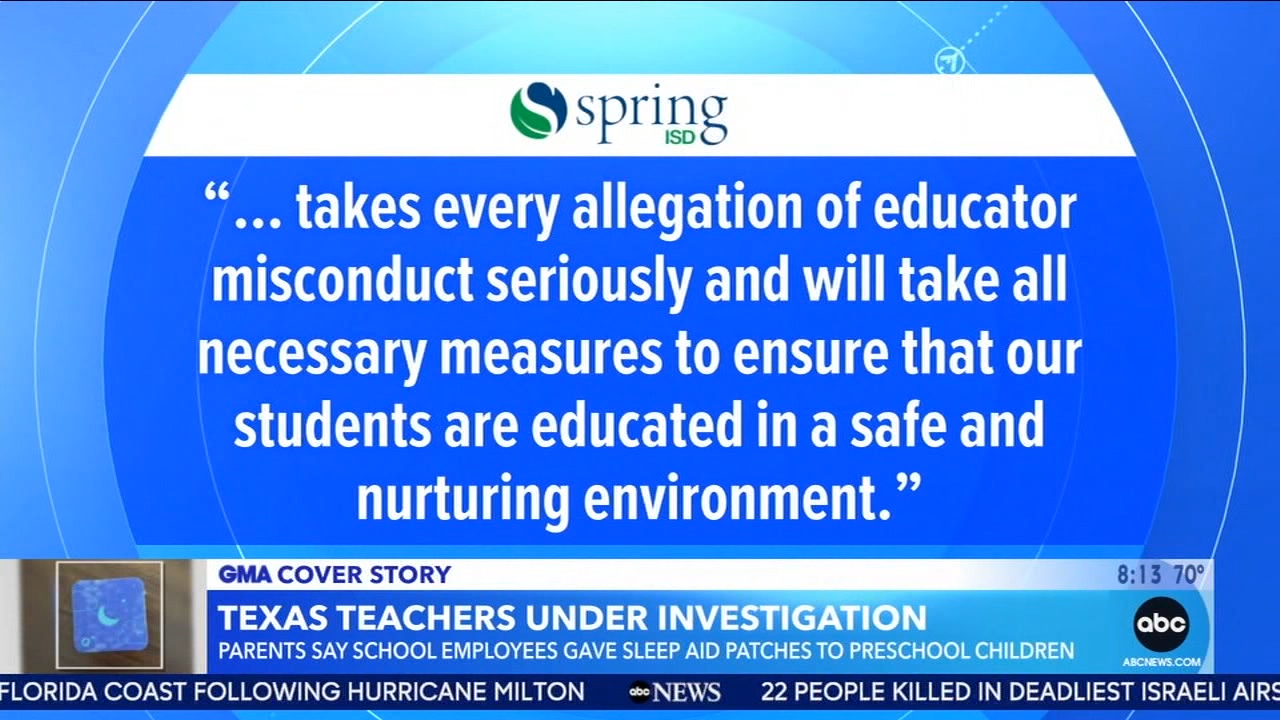 spring
ISD
“... takes every allegation of educator
misconduct seriously and will take all
necessary measures to ensure that our
students are educated in a safe and
nurturing environment.”
GMA COVER STORY
8:13 70°
TEXAS TEACHERS UNDER INVESTIGATION
PARENTS SAY SCHOOL EMPLOYEES GAVE SLEEP AID PATCHES TO PRESCHOOL CHILDREN
abc
ABCNEWS.COM
FLORIDA COAST FOLLOWING HURRICANE MILTON abc NEWS 22 PEOPLE KILLED IN DEADLIEST ISRAELI AIRS